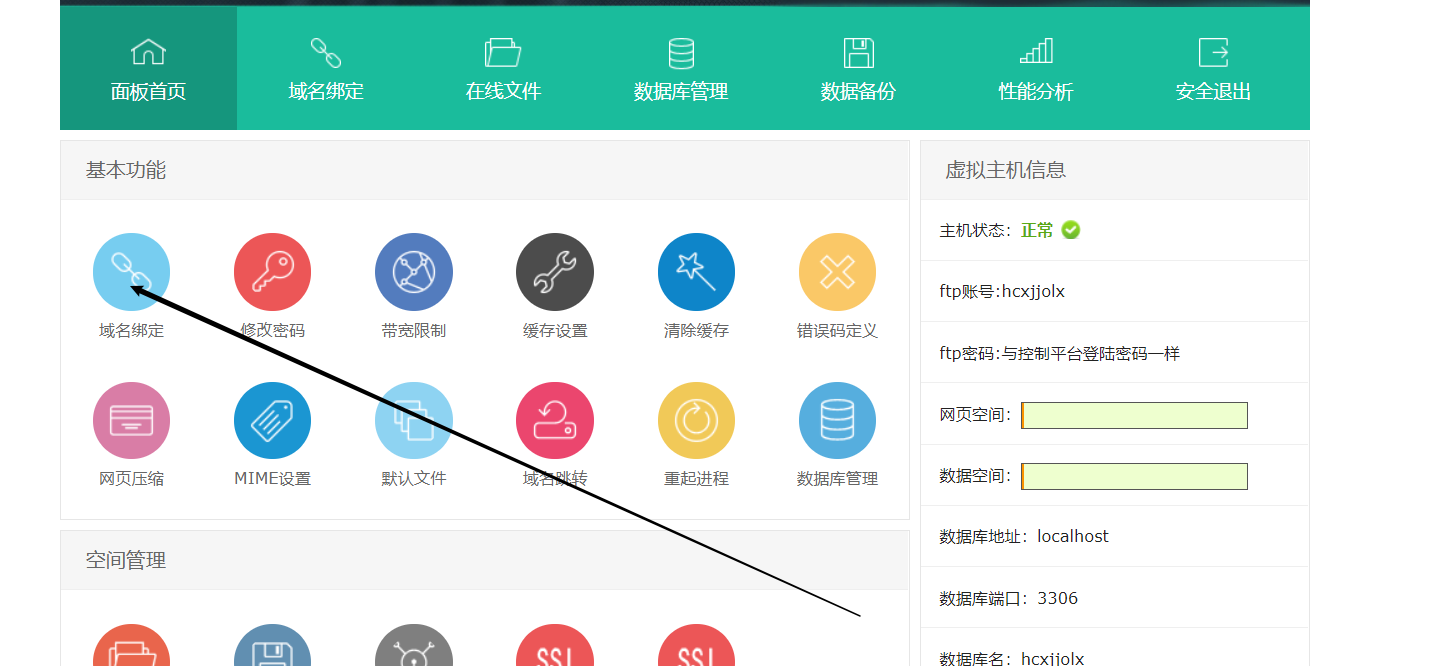 面板首页 域名绑定 在线文件 数据库管理 数据备份 性能分析 安全退出
基本功能
域名绑定 修改密码 带宽限制 缓存设置 清除缓存 错误码定义
网页压缩 MIME设置 默认文件 域名跳转 重起进程 数据库管理
空间管理
SSL SSL
虚拟主机信息
主机状态：正常
ftp账号:hcxjjolx
ftp密码:与控制平台登陆密码一样
网页空间：
数据空间：
数据库地址：localhost
数据库端口：3306
数据库名：hcxjjolx